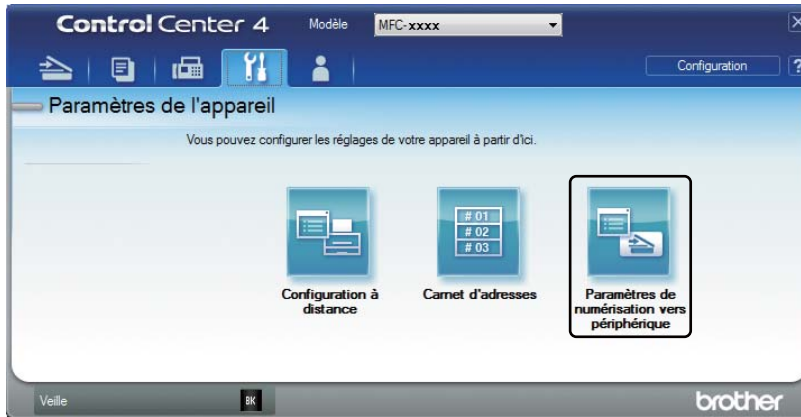 Control Center 4 Modèle MFC-xxxx
Configuration ?
Paramètres de l'appareil
Vous pouvez configurer les réglages de votre appareil à partir d'ici.
# 01
# 02
# 03
Configuration à
distance
Carnet d'adresses
Paramètres de
numérisation vers
périphérique
Veille BK brother